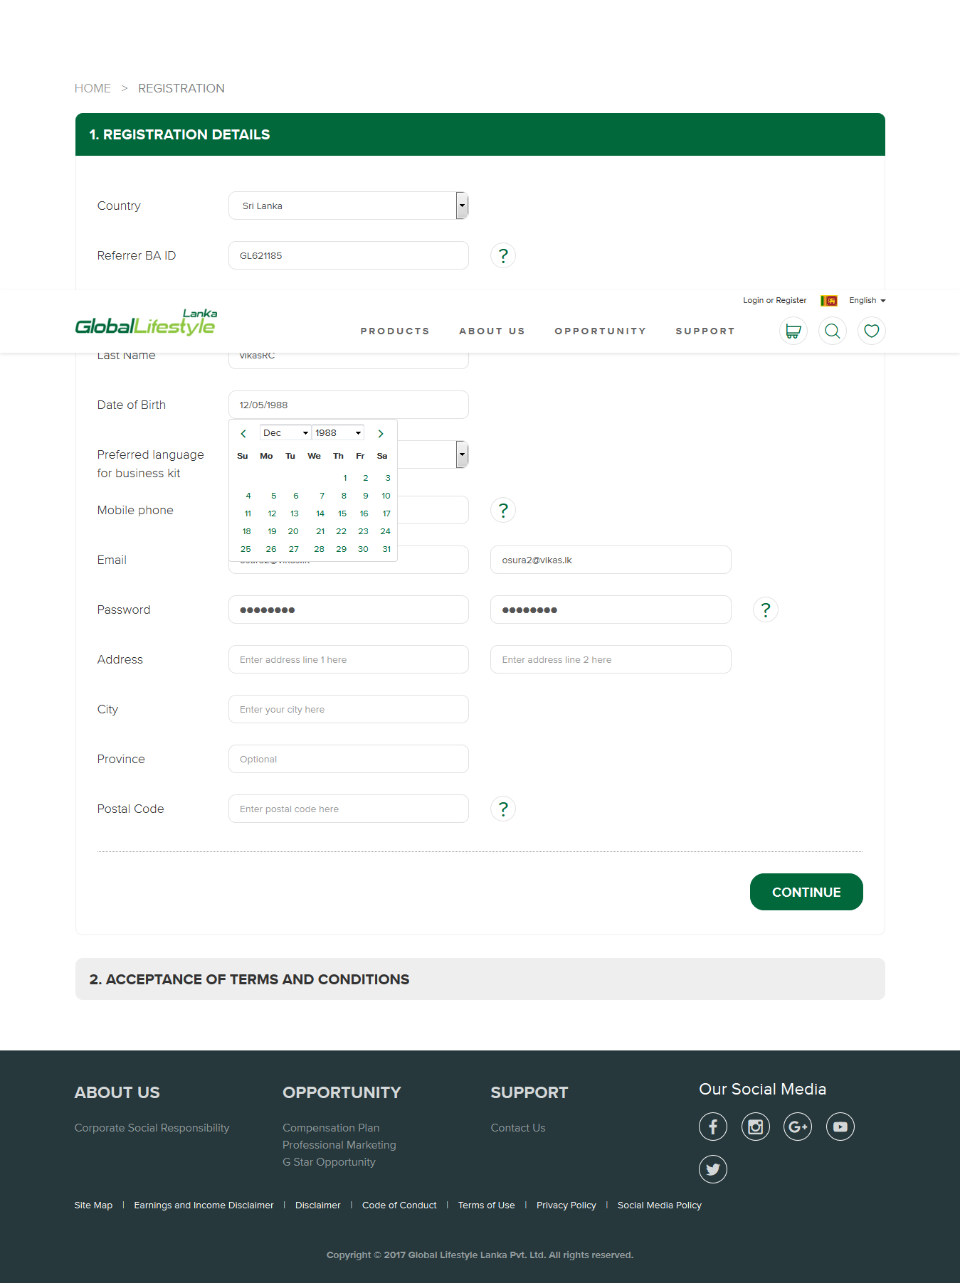 HOME > REGISTRATION
1. REGISTRATION DETAILS
Country Sri Lanka
Referrer BA ID GL621185 ?
Login or Register English
GlobalLifestyle Lanka
PRODUCTS ABOUT US OPPORTUNITY SUPPORT
Last Name vikasRC
Date of Birth 12/05/1988
Dec 1988
Su Mo Tu We Th Fr Sa
1 2 3
4 5 6 7 8 9 10
11 12 13 14 15 16 17
18 19 20 21 22 23 24
25 26 27 28 29 30 31
Preferred language
for business kit
Mobile phone ?
Email osura2@vikas.lk
Password ●●●●●●●● ●●●●●●●● ?
Address Enter address line 1 here Enter address line 2 here
City Enter your city here
Province Optional
Postal Code Enter postal code here ?
CONTINUE
2. ACCEPTANCE OF TERMS AND CONDITIONS
ABOUT US
Corporate Social Responsibility
OPPORTUNITY
Compensation Plan
Professional Marketing
G Star Opportunity
SUPPORT
Contact Us
Our Social Media
Site Map | Earnings and Income Disclaimer | Disclaimer | Code of Conduct | Terms of Use | Privacy Policy | Social Media Policy
Copyright © 2017 Global Lifestyle Lanka Pvt. Ltd. All rights reserved.